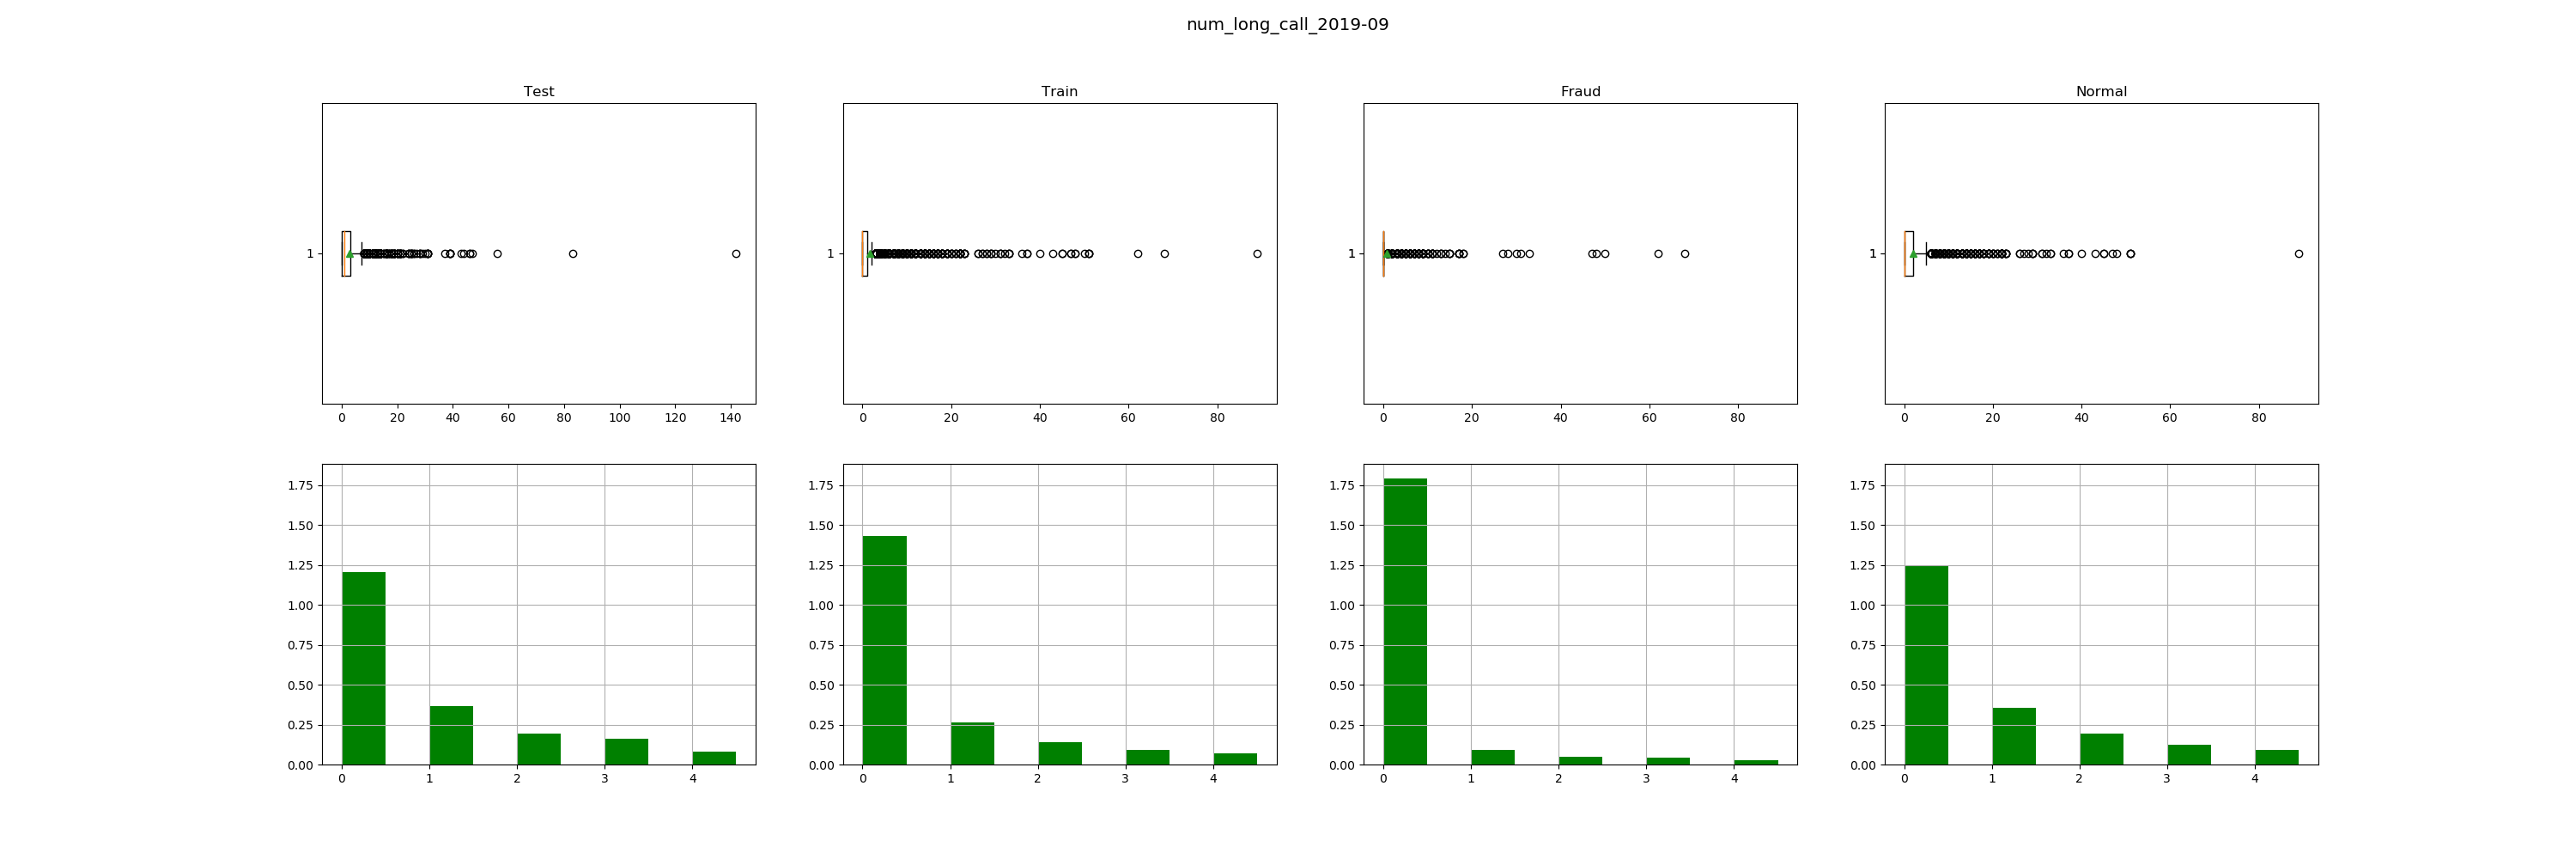 num_long_call_2019-09
Test
Train
Fraud
Normal
1
1
1
1
0 20 40 60 80 100 120 140
0 20 40 60 80
0 20 40 60 80
0 20 40 60 80
1.75 1.75 1.75 1.75
1.50 1.50 1.50 1.50
1.25 1.25 1.25 1.25
1.00 1.00 1.00 1.00
0.75 0.75 0.75 0.75
0.50 0.50 0.50 0.50
0.25 0.25 0.25 0.25
0.00 0.00 0.00 0.00
0 1 2 3 4
0 1 2 3 4
0 1 2 3 4
0 1 2 3 4